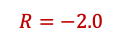 R = −2.0